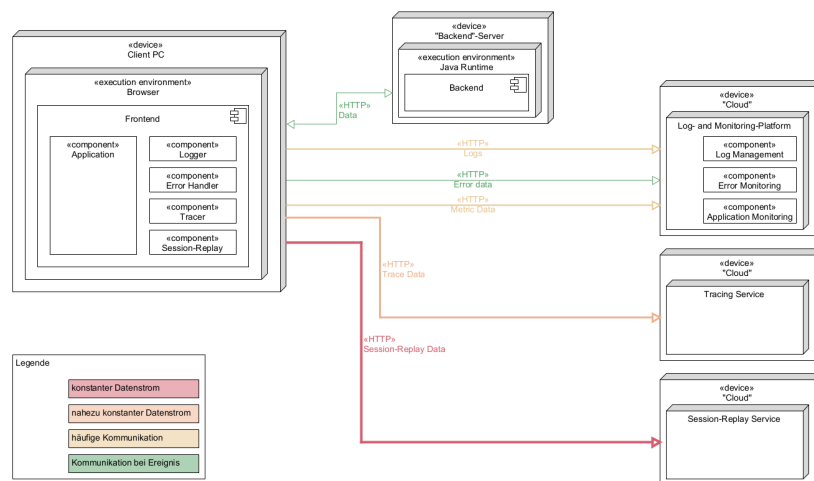 «device»
Client PC
«execution environment»
Browser
Frontend
«component»
Application
«component»
Logger
«component»
Error Handler
«component»
Tracer
«component»
Session-Replay
«device»
"Backend"-Server
«execution environment»
Java Runtime
Backend
«HTTP»
Data
«HTTP»
Logs
«HTTP»
Error data
«HTTP»
Metric Data
«HTTP»
Trace Data
«HTTP»
Session-Replay Data
«device»
"Cloud"
Log- and Monitoring-Platform
«component»
Log Management
«component»
Error Monitoring
«component»
Application Monitoring
«device»
"Cloud"
Tracing Service
«device»
"Cloud"
Session-Replay Service
Legende
konstanter Datenstrom
nahezu konstanter Datenstrom
häufige Kommunikation
Kommunikation bei Ereignis